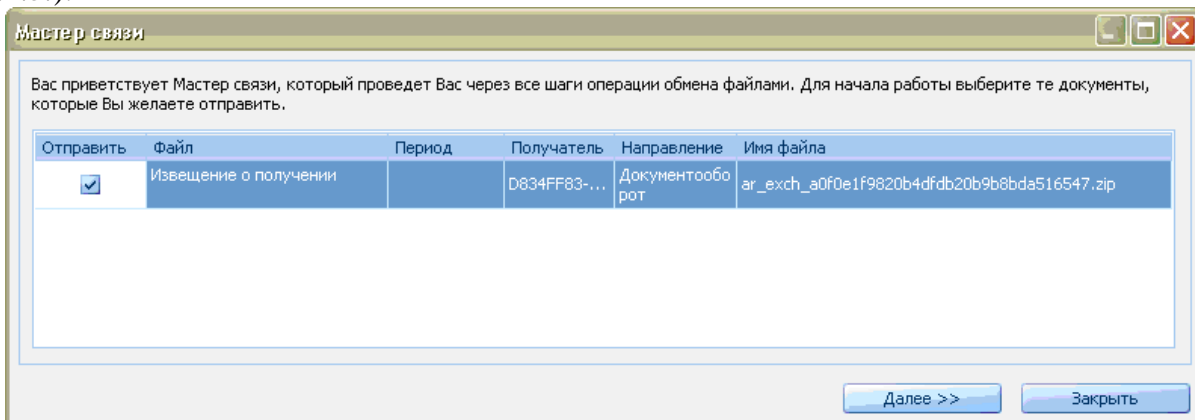 Мастер связи
Вас приветствует Мастер связи, который проведет Вас через все шаги операции обмена файлами. Для начала работы выберите те документы,
которые Вы желаете отправить.
Отправить Файл Период Получатель Направление Имя файла
Извещение о получении D834FF83-... Документообо
рот ar_exch_a0f0e1f9820b4dfdb20b9b8bda516547.zip
Далее >> Закрыть